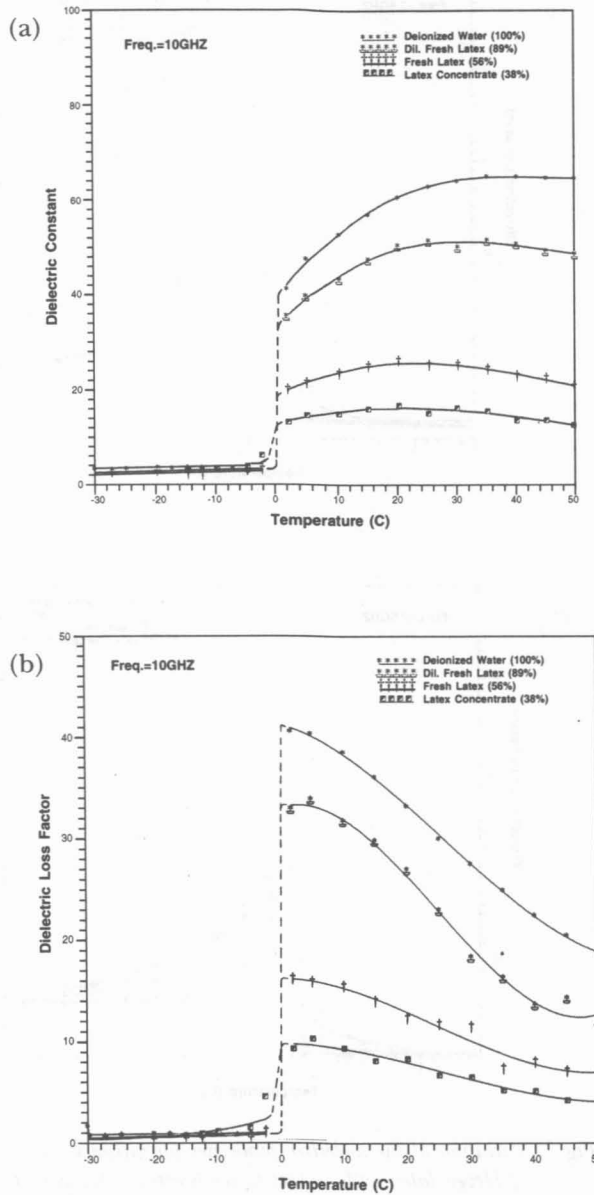 (a)
Freq.=10GHZ
Deionized Water (100%)
Dil. Fresh Latex (89%)
Fresh Latex (56%)
Latex Concentrate (38%)
100
80
60
40
20
0
Dielectric Constant
-30 -20 -10 0 10 20 30 40 50
Temperature (C)
(b)
Freq.=10GHZ
Deionized Water (100%)
Dil. Fresh Latex (89%)
Fresh Latex (56%)
Latex Concentrate (38%)
50
40
30
20
10
0
Dielectric Loss Factor
-30 -20 -10 0 10 20 30 40
Temperature (C)